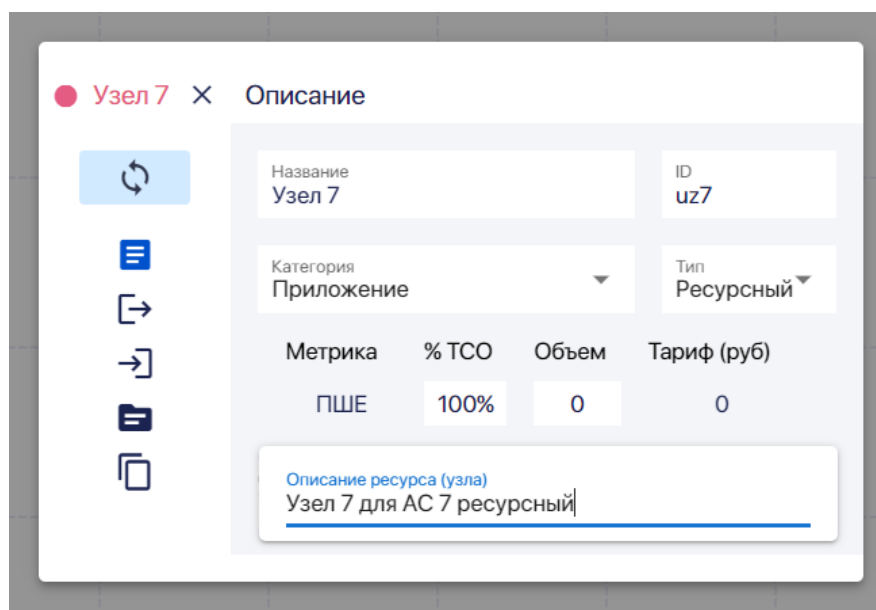 Узел 7 Описание
Название
Узел 7
ID
uz7
Категория
Приложение
Тип
Ресурсный
Метрика % TCO Объем Тариф (руб)
ПШЕ 100% 0 0
Описание ресурса (узла)
Узел 7 для АС 7 ресурсный